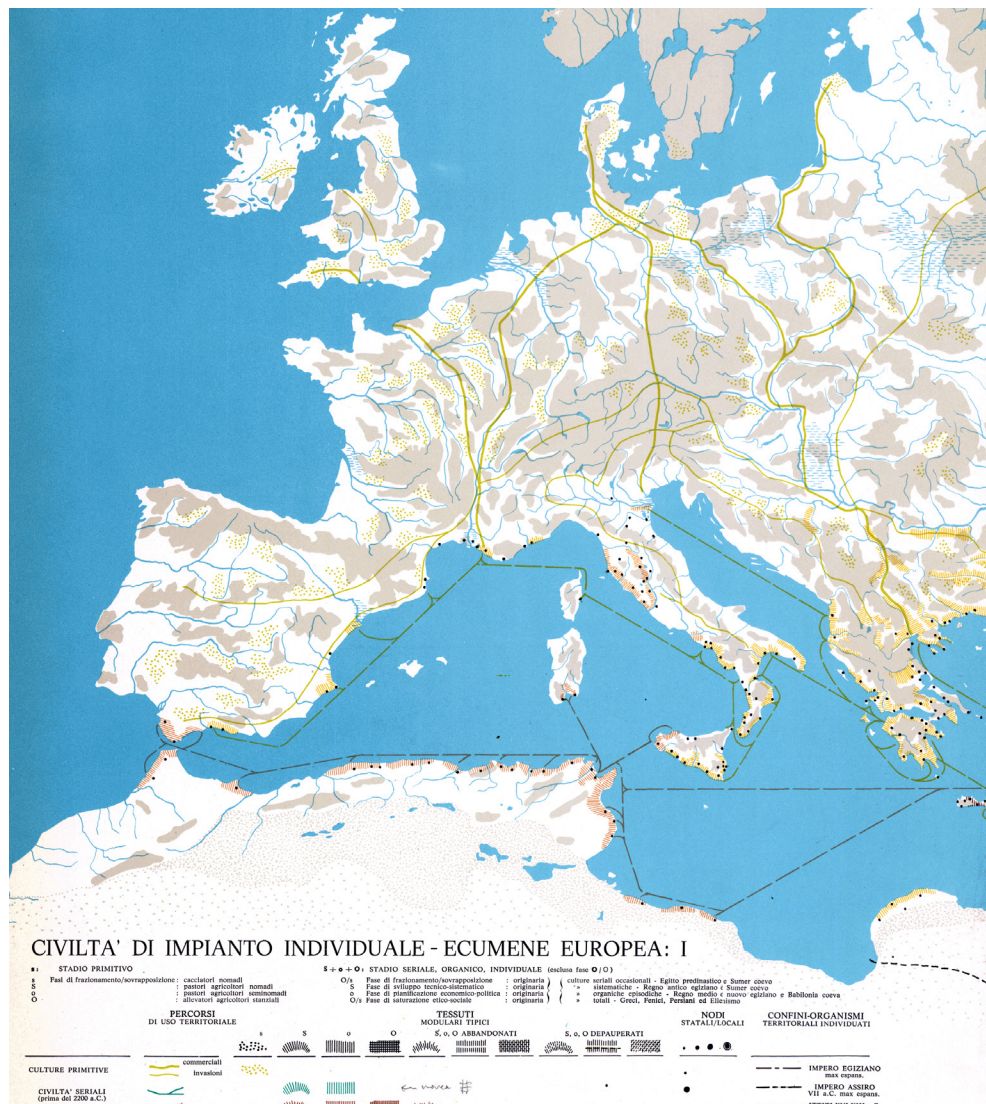 CIVILTA' DI IMPIANTO INDIVIDUALE - ECUMENE EUROPEA: I
s: STADIO PRIMITIVO
s Fasi di frazionamento/sovrapposizione : cacciatori nomadi
S : pastori agricoltori nomadi
o : pastori agricoltori seminomadi
O : allevatori agricoltori stanziali
S + o + O: STADIO SERIALE, ORGANICO, INDIVIDUALE (esclusa fase O/O)
O/s Fase di frazionamento/sovrapposizione : originaria culture seriali occasionali - Egitto predinastico e Sumer coevo
S Fase di sviluppo tecnico-sistematico : originaria » sistematiche - Regno antico egiziano e Sumer coevo
o Fase di pianificazione economico-politica : originaria » organiche episodiche - Regno medio e nuovo egiziano e Babilonia coeva
O/s Fase di saturazione etico-sociale : originaria » totali - Greci, Fenici, Persiani ed Ellenismo
PERCORSI
DI USO TERRITORIALE
TESSUTI
MODULARI TIPICI
NODI
STATALI/LOCALI
CONFINI-ORGANISMI
TERRITORIALI INDIVIDUATI
s S o O S, o, O ABBANDONATI S, o, O DEPAUPERATI
CULTURE PRIMITIVE
commerciali
invasioni
IMPERO EGIZIANO
max espans.
CIVILTA' SERIALI
(prima del 2200 a.C.)
IMPERO ASSIRO
VII a.C. max espans.